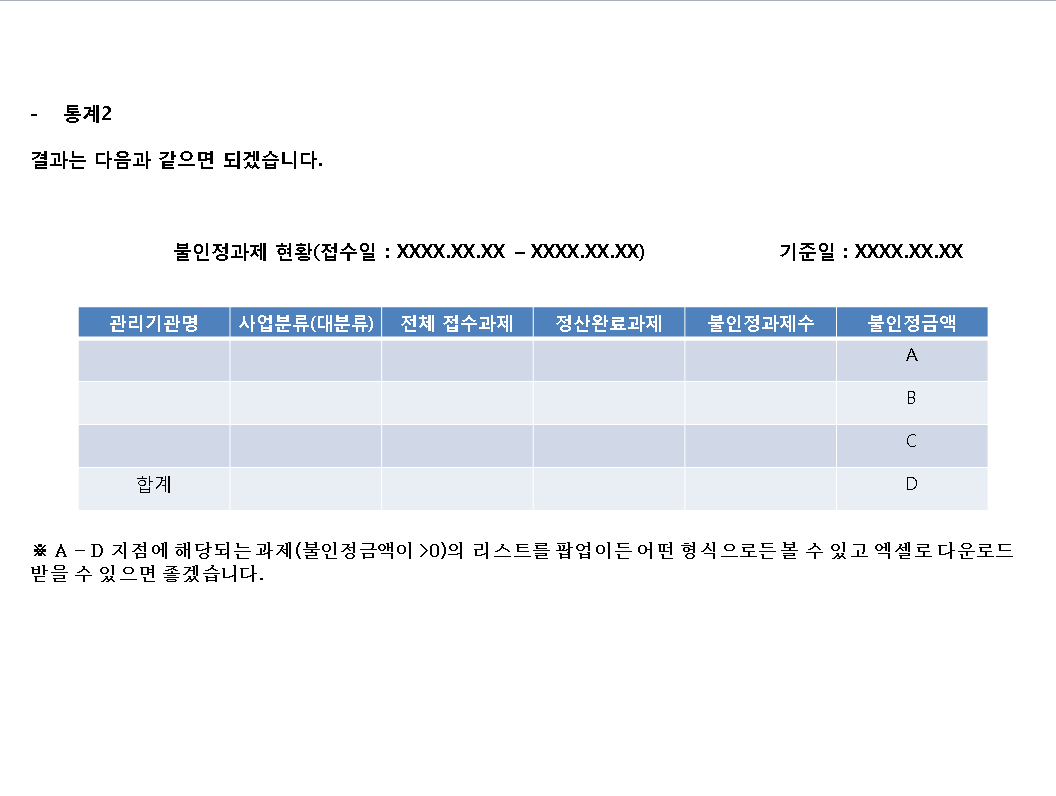 - 통계2
결과는 다음과 같으면 되겠습니다.
불인정과제 현황(접수일 : XXXX.XX.XX – XXXX.XX.XX) 기준일 : XXXX.XX.XX
관리기관명 사업분류(대분류) 전체 접수과제 정산완료과제 불인정과제수 불인정금액
A
B
C
합계 D
※ A – D 지점에 해당되는 과제(불인정금액이 >0)의 리스트를 팝업이든 어떤 형식으로든 볼 수 있고 엑셀로 다운로드
받을 수 있으면 좋겠습니다.